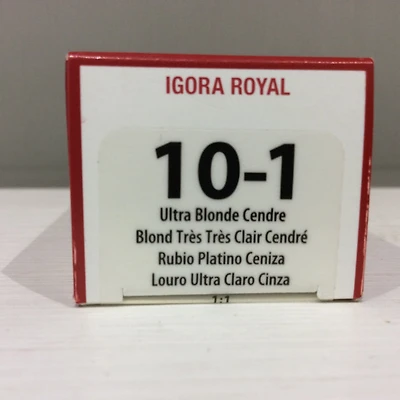 IGORA ROYAL
10-1
Ultra Blonde Cendre
Blond Très Très Clair Cendré
Rubio Platino Ceniza
Louro Ultra Claro Cinza
1:1